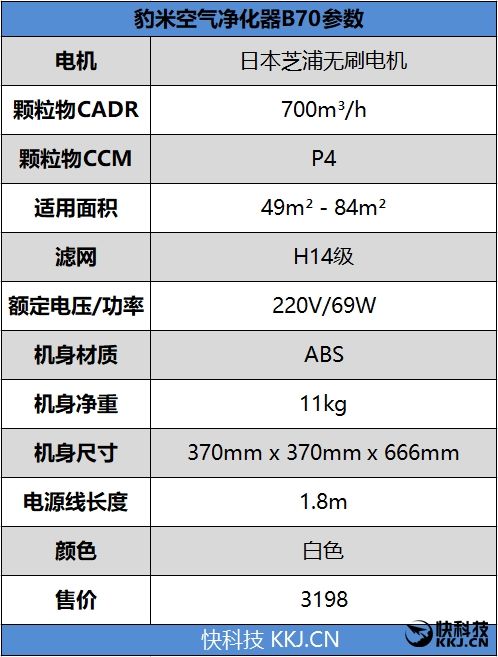 豹米空气净化器B70参数
电机 日本芝浦无刷电机
颗粒物CADR 700m³/h
颗粒物CCM P4
适用面积 49m² - 84m²
滤网 H14级
额定电压/功率 220V/69W
机身材质 ABS
机身净重 11kg
机身尺寸 370mm x 370mm x 666mm
电源线长度 1.8m
颜色 白色
售价 3198
快科技 KKJ.CN
快科技
KKJ.CN